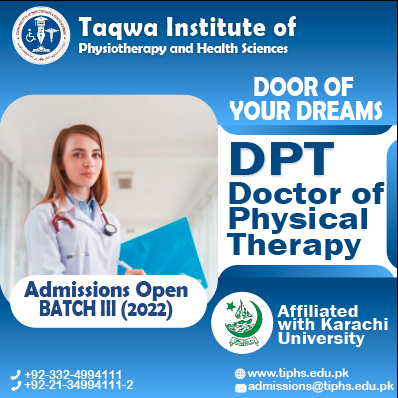 Taqwa Institute of
Physiotherapy and Health Sciences
DOOR OF
YOUR DREAMS
DPT
Doctor of
Physical
Therapy
Admissions Open
BATCH III (2022)
Affiliated
with Karachi
University
+92-332-4994111
+92-21-34994111-2
www.tiphs.edu.pk
admissions@tiphs.edu.pk